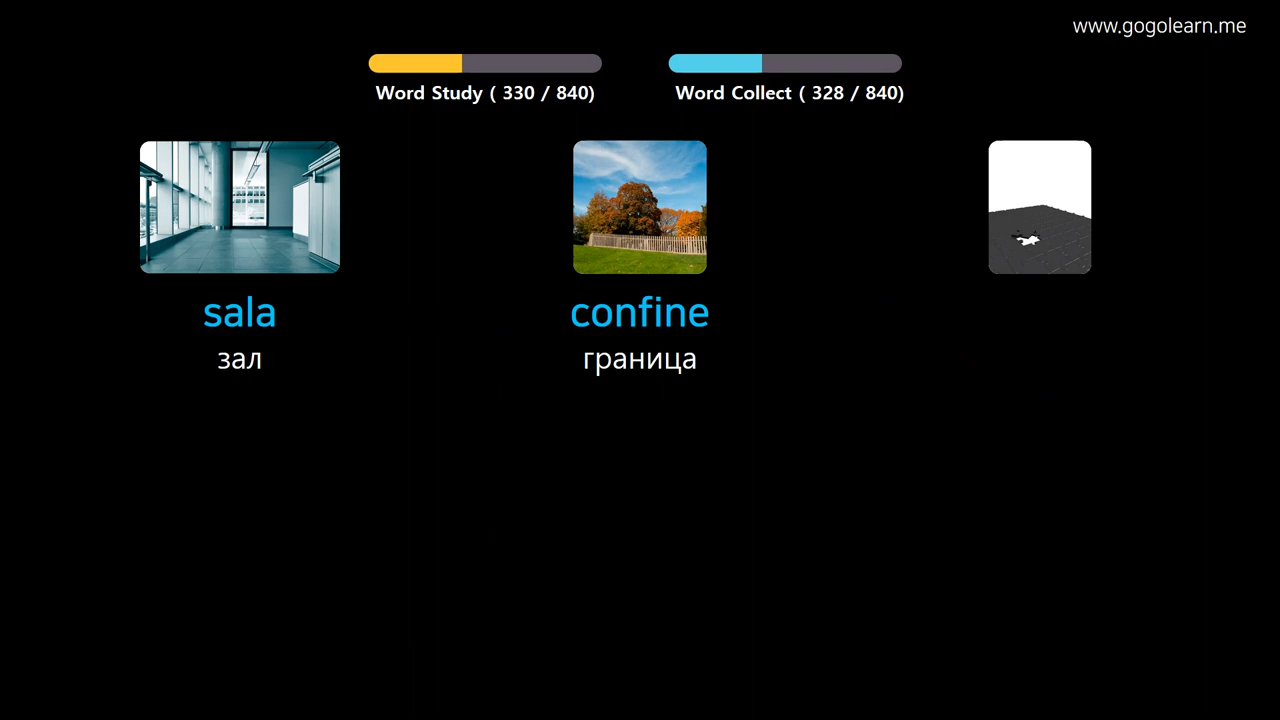 www.gogolearn.me
Word Study ( 330 / 840)
Word Collect ( 328 / 840)
sala
confine
зал
граница